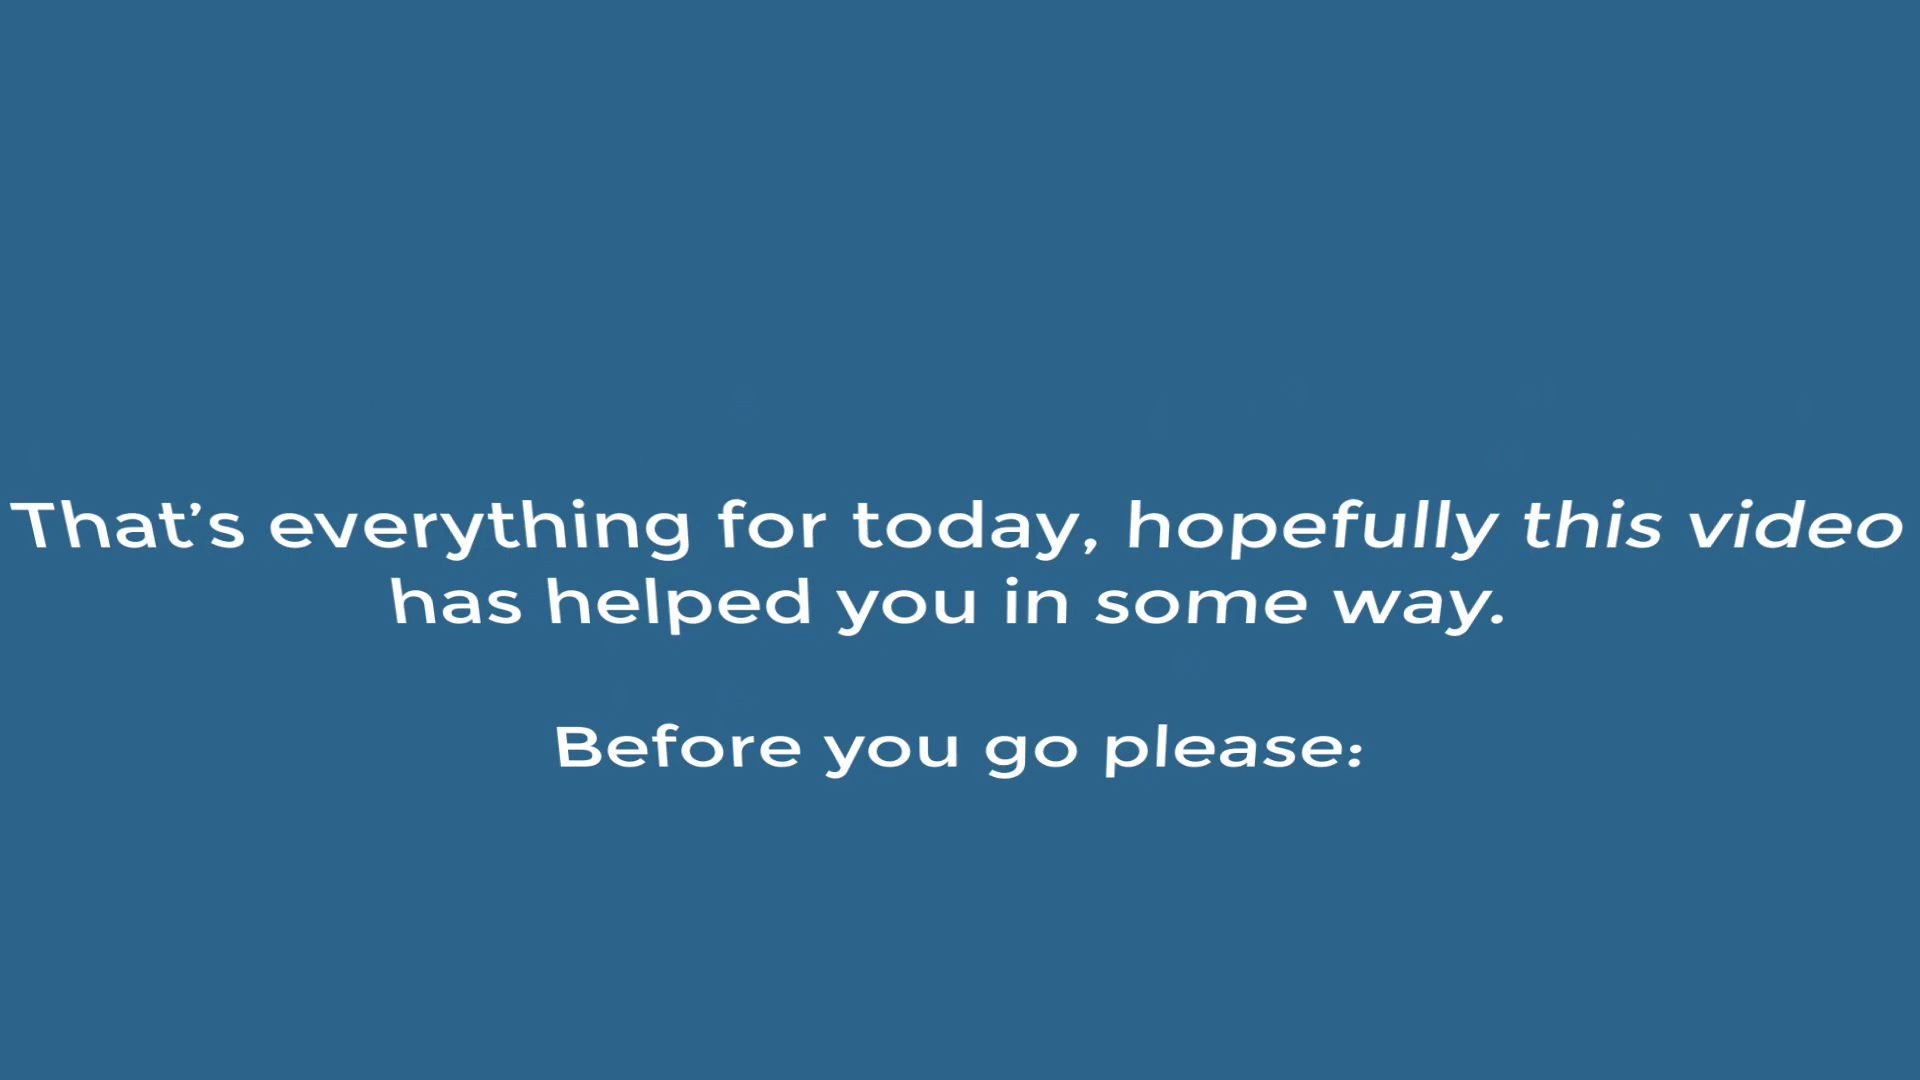 That’s everything for today, hopefully this video
has helped you in some way.
Before you go please: